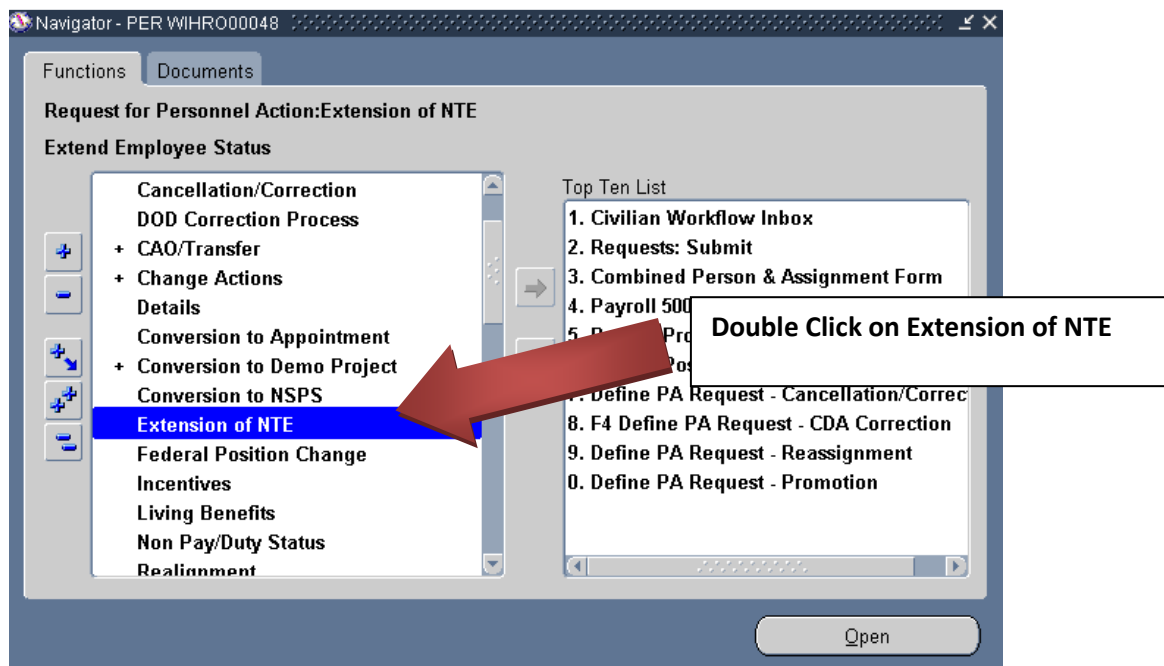 Navigator - PER WIHRO00048
Functions Documents
Request for Personnel Action:Extension of NTE
Extend Employee Status
Cancellation/Correction
DOD Correction Process
+ CAO/Transfer
+ Change Actions
Details
Conversion to Appointment
+ Conversion to Demo Project
Conversion to NSPS
Extension of NTE
Federal Position Change
Incentives
Living Benefits
Non Pay/Duty Status
Realignment
Top Ten List
1. Civilian Workflow Inbox
2. Requests: Submit
3. Combined Person & Assignment Form
4. Payroll 500
Define PA Request - Cancellation/Correc
8. F4 Define PA Request - CDA Correction
9. Define PA Request - Reassignment
0. Define PA Request - Promotion
Double Click on Extension of NTE
Open